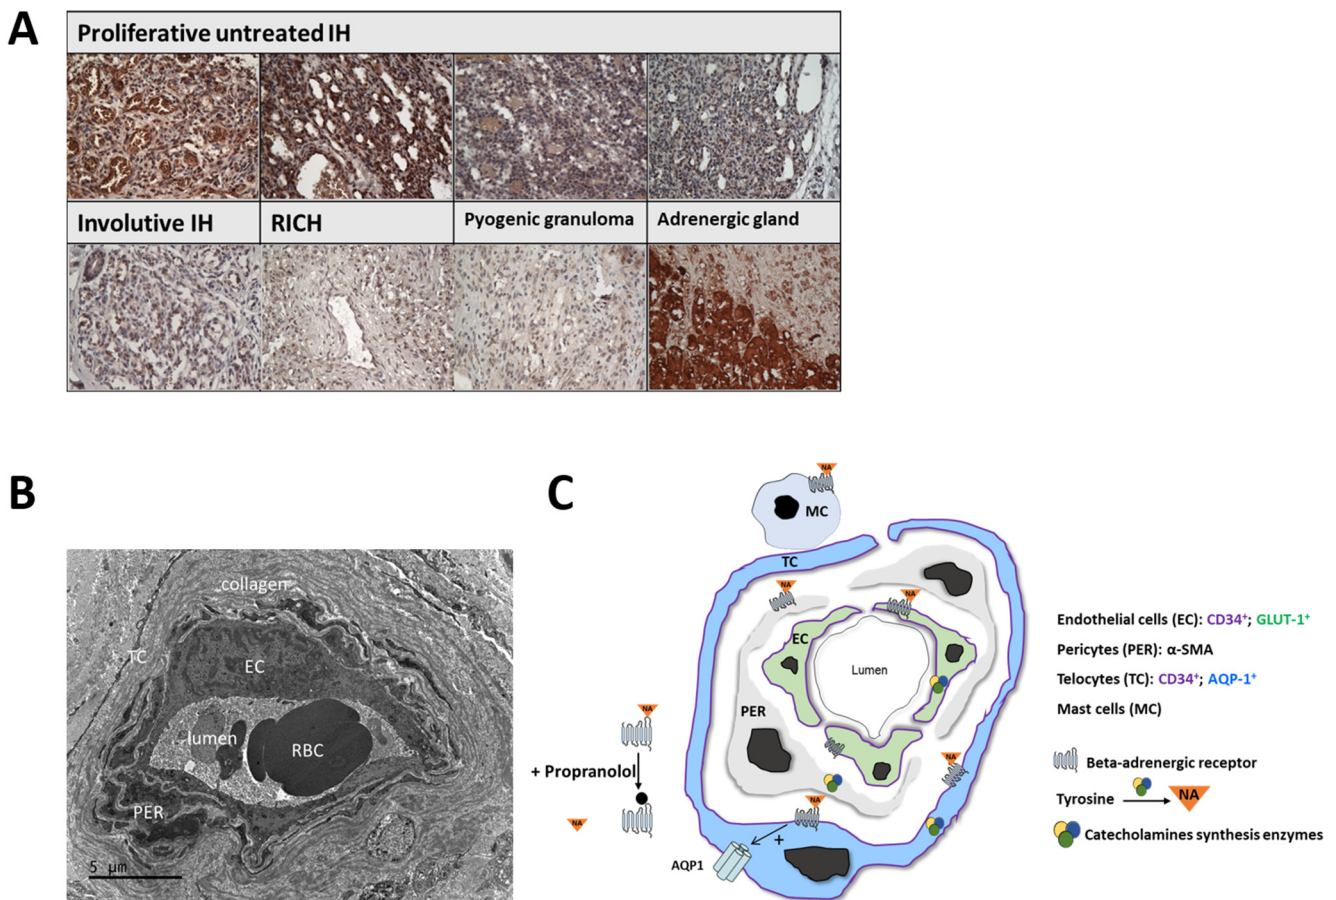 A
Proliferative untreated IH
Involutive IH
RICH
Pyogenic granuloma
Adrenergic gland
B
collagen
TC
EC
lumen
RBC
PER
5 µm
C
NA
MC
TC
NA
NA
EC
Lumen
PER
NA
NA
+ Propranolol
NA
NA
+
AQP1
Endothelial cells (EC): CD34⁺; GLUT-1⁺
Pericytes (PER): α-SMA
Telocytes (TC): CD34⁺; AQP-1⁺
Mast cells (MC)
Beta-adrenergic receptor
Tyrosine NA
Catecholamines synthesis enzymes